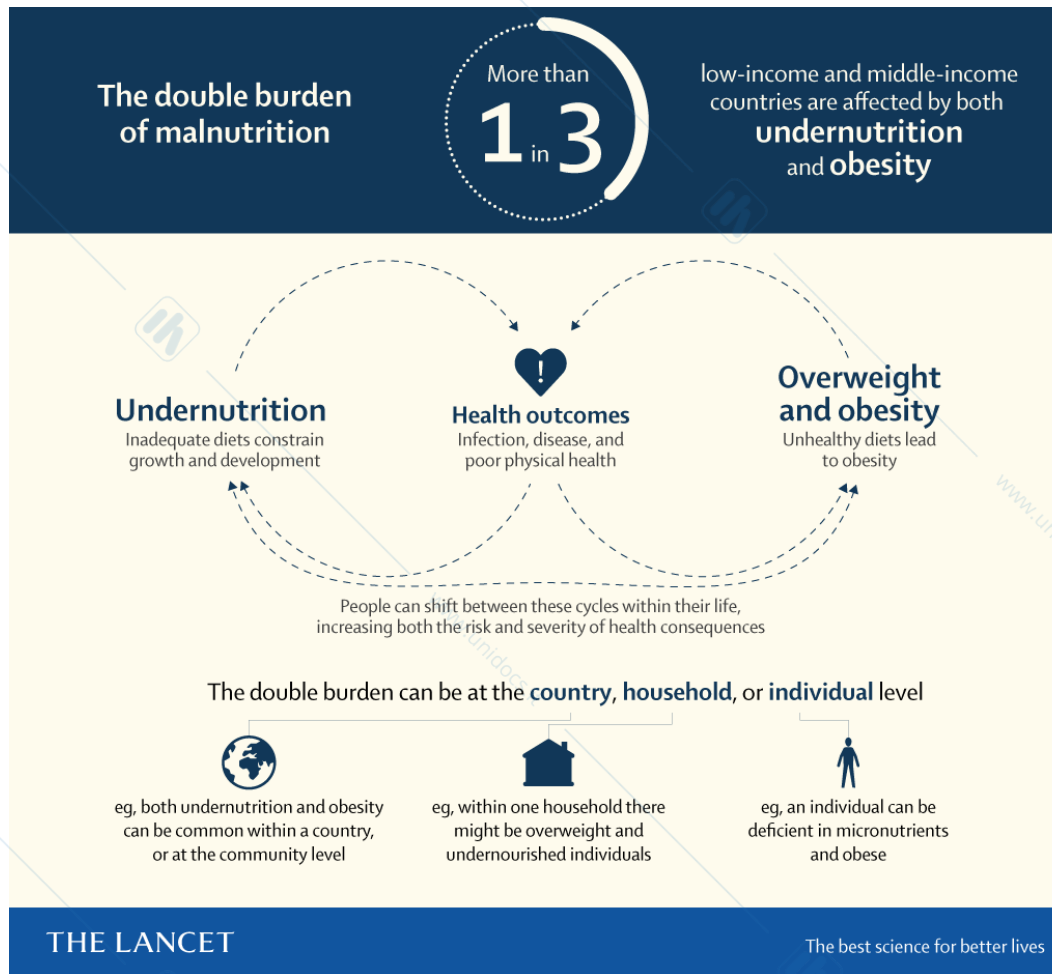 The double burden
of malnutrition
More than
1 in 3
low-income and middle-income
countries are affected by both
undernutrition
and obesity
Undernutrition
Inadequate diets constrain
growth and development
Health outcomes
Infection, disease, and
poor physical health
Overweight
and obesity
Unhealthy diets lead
to obesity
People can shift between these cycles within their life,
increasing both the risk and severity of health consequences
The double burden can be at the country, household, or individual level
eg, both undernutrition and obesity
can be common within a country,
or at the community level
eg, within one household there
might be overweight and
undernourished individuals
eg, an individual can be
deficient in micronutrients
and obese
THE LANCET
The best science for better lives